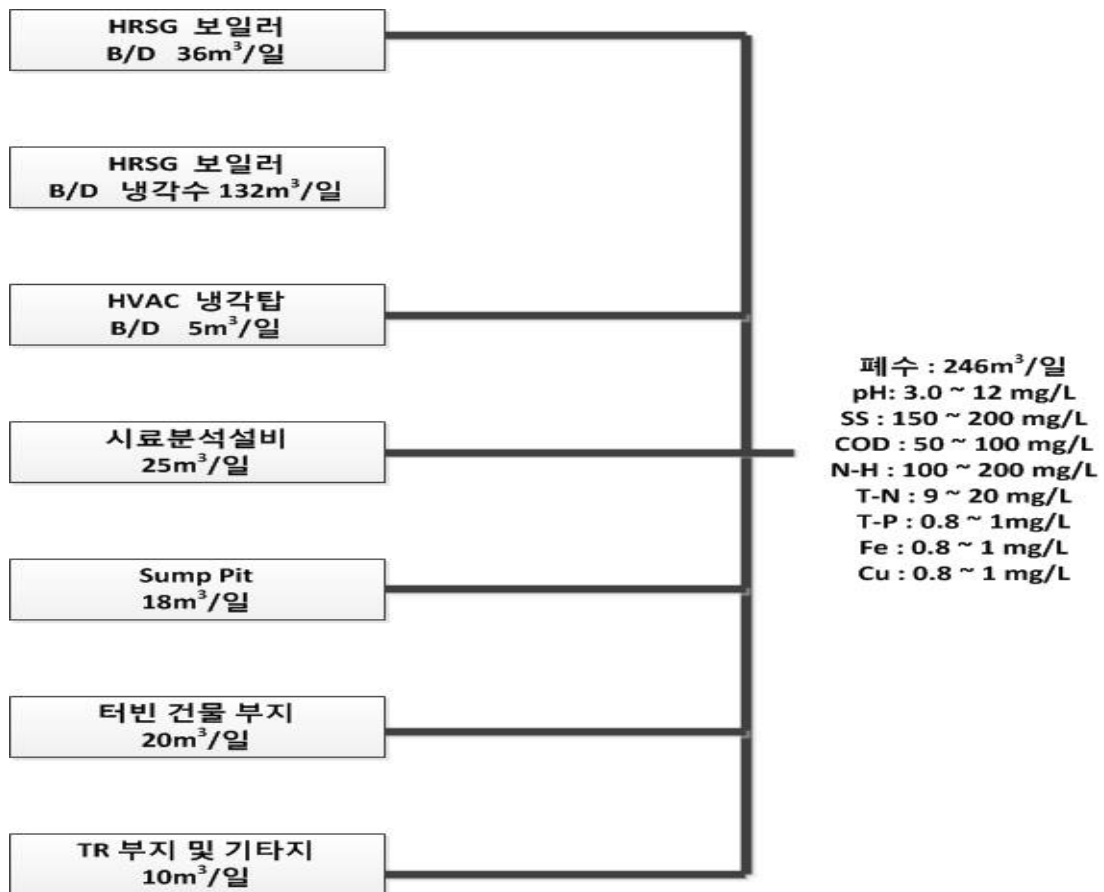 HRSG 보일러
B/D 36m³/일
HRSG 보일러
B/D 냉각수 132m³/일
HVAC 냉각탑
B/D 5m³/일
시료분석설비
25m³/일
Sump Pit
18m³/일
터빈 건물 부지
20m³/일
TR 부지 및 기타지
10m³/일
폐수 : 246m³/일
pH: 3.0 ~ 12 mg/L
SS : 150 ~ 200 mg/L
COD : 50 ~ 100 mg/L
N-H : 100 ~ 200 mg/L
T-N : 9 ~ 20 mg/L
T-P : 0.8 ~ 1mg/L
Fe : 0.8 ~ 1 mg/L
Cu : 0.8 ~ 1 mg/L